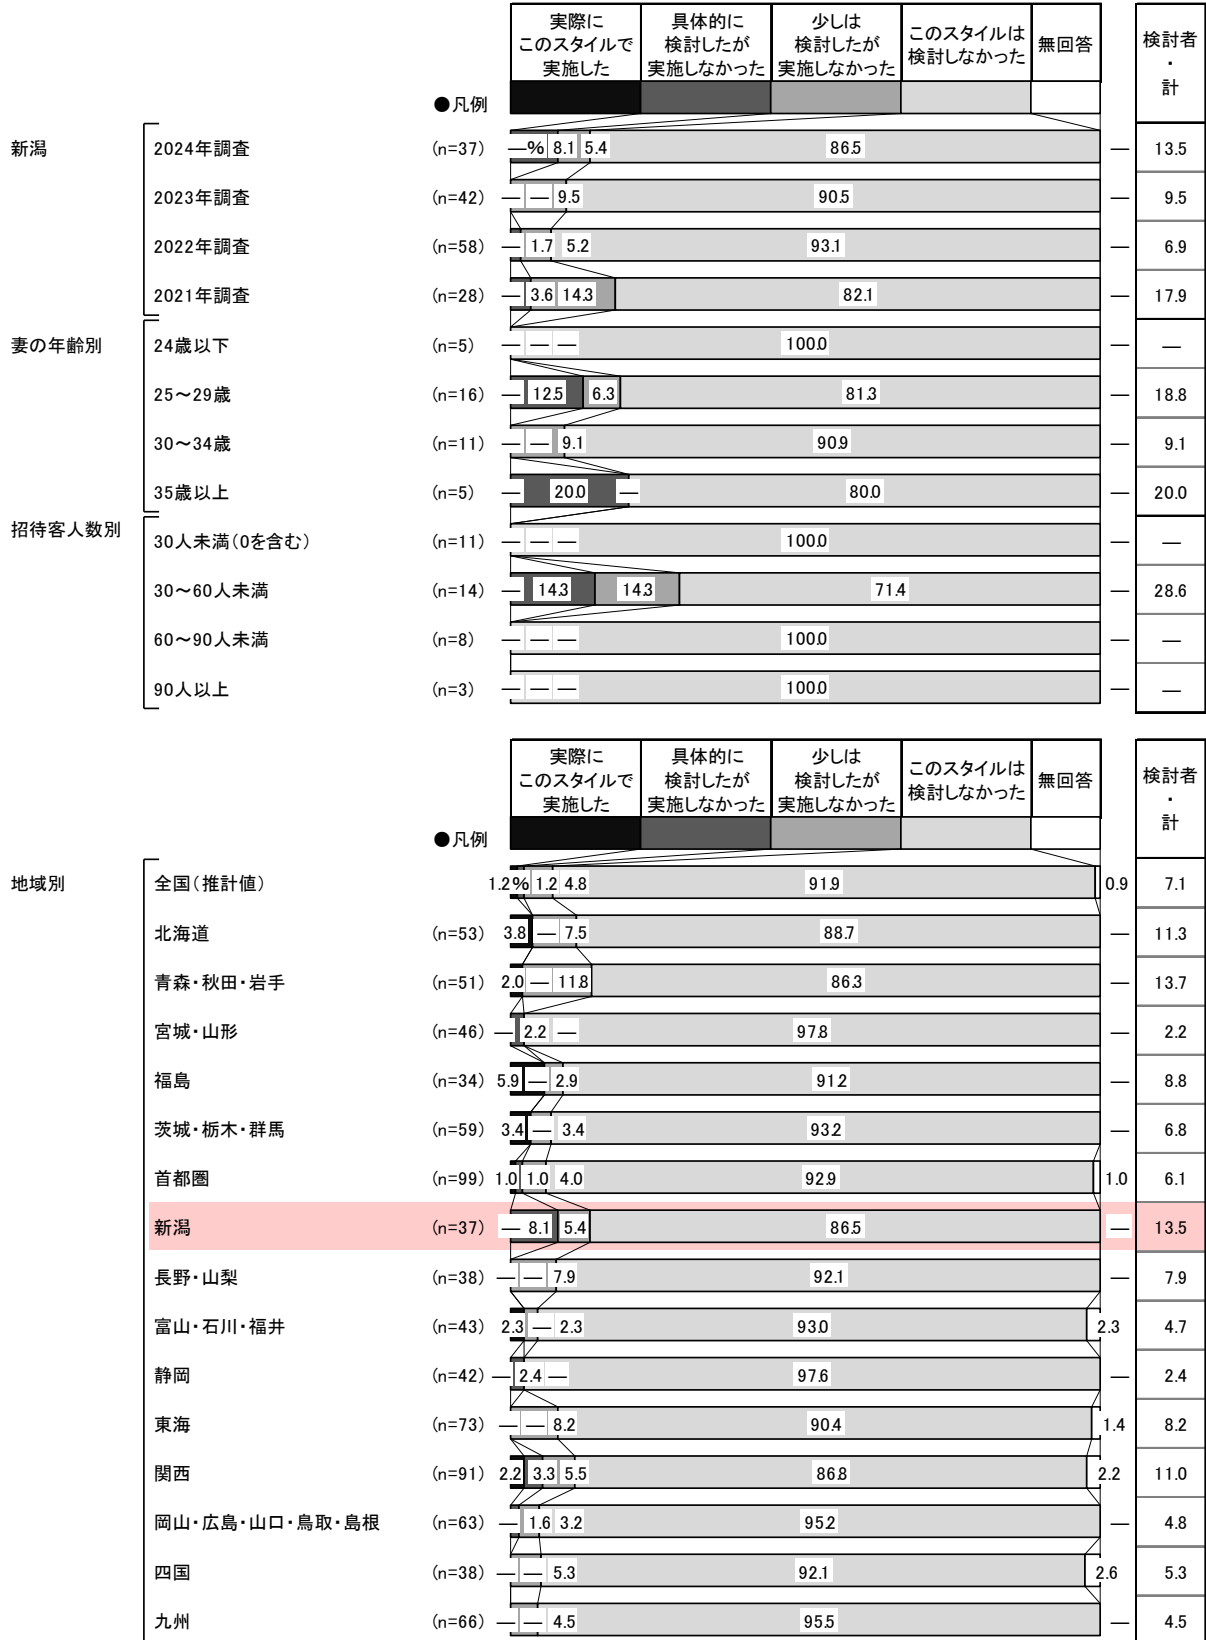 実際に
このスタイルで
実施した
具体的に
検討したが
実施しなかった
少しは
検討したが
実施しなかった
このスタイルは
検討しなかった
無回答
検討者
・
計
●凡例
新潟
2024年調査 (n=37) —% 8.1 5.4 86.5 — 13.5
2023年調査 (n=42) — — 9.5 90.5 — 9.5
2022年調査 (n=58) — 1.7 5.2 93.1 — 6.9
2021年調査 (n=28) — 3.6 14.3 82.1 — 17.9
妻の年齢別
24歳以下 (n=5) — — — 100.0 — —
25～29歳 (n=16) — 12.5 6.3 81.3 — 18.8
30～34歳 (n=11) — — 9.1 90.9 — 9.1
35歳以上 (n=5) — 20.0 — 80.0 — 20.0
招待客人数別
30人未満(0を含む) (n=11) — — — 100.0 — —
30～60人未満 (n=14) — 14.3 14.3 71.4 — 28.6
60～90人未満 (n=8) — — — 100.0 — —
90人以上 (n=3) — — — 100.0 — —
実際に
このスタイルで
実施した
具体的に
検討したが
実施しなかった
少しは
検討したが
実施しなかった
このスタイルは
検討しなかった
無回答
検討者
・
計
●凡例
地域別
全国(推計値) 1.2% 1.2 4.8 91.9 0.9 7.1
北海道 (n=53) 3.8 — 7.5 88.7 — 11.3
青森・秋田・岩手 (n=51) 2.0 — 11.8 86.3 — 13.7
宮城・山形 (n=46) — 2.2 — 97.8 — 2.2
福島 (n=34) 5.9 — 2.9 91.2 — 8.8
茨城・栃木・群馬 (n=59) 3.4 — 3.4 93.2 — 6.8
首都圏 (n=99) 1.0 1.0 4.0 92.9 1.0 6.1
新潟 (n=37) — 8.1 5.4 86.5 — 13.5
長野・山梨 (n=38) — — 7.9 92.1 — 7.9
富山・石川・福井 (n=43) 2.3 — 2.3 93.0 2.3 4.7
静岡 (n=42) — 2.4 — 97.6 — 2.4
東海 (n=73) — — 8.2 90.4 1.4 8.2
関西 (n=91) 2.2 3.3 5.5 86.8 2.2 11.0
岡山・広島・山口・鳥取・島根 (n=63) — 1.6 3.2 95.2 — 4.8
四国 (n=38) — — 5.3 92.1 2.6 5.3
九州 (n=66) — — 4.5 95.5 — 4.5